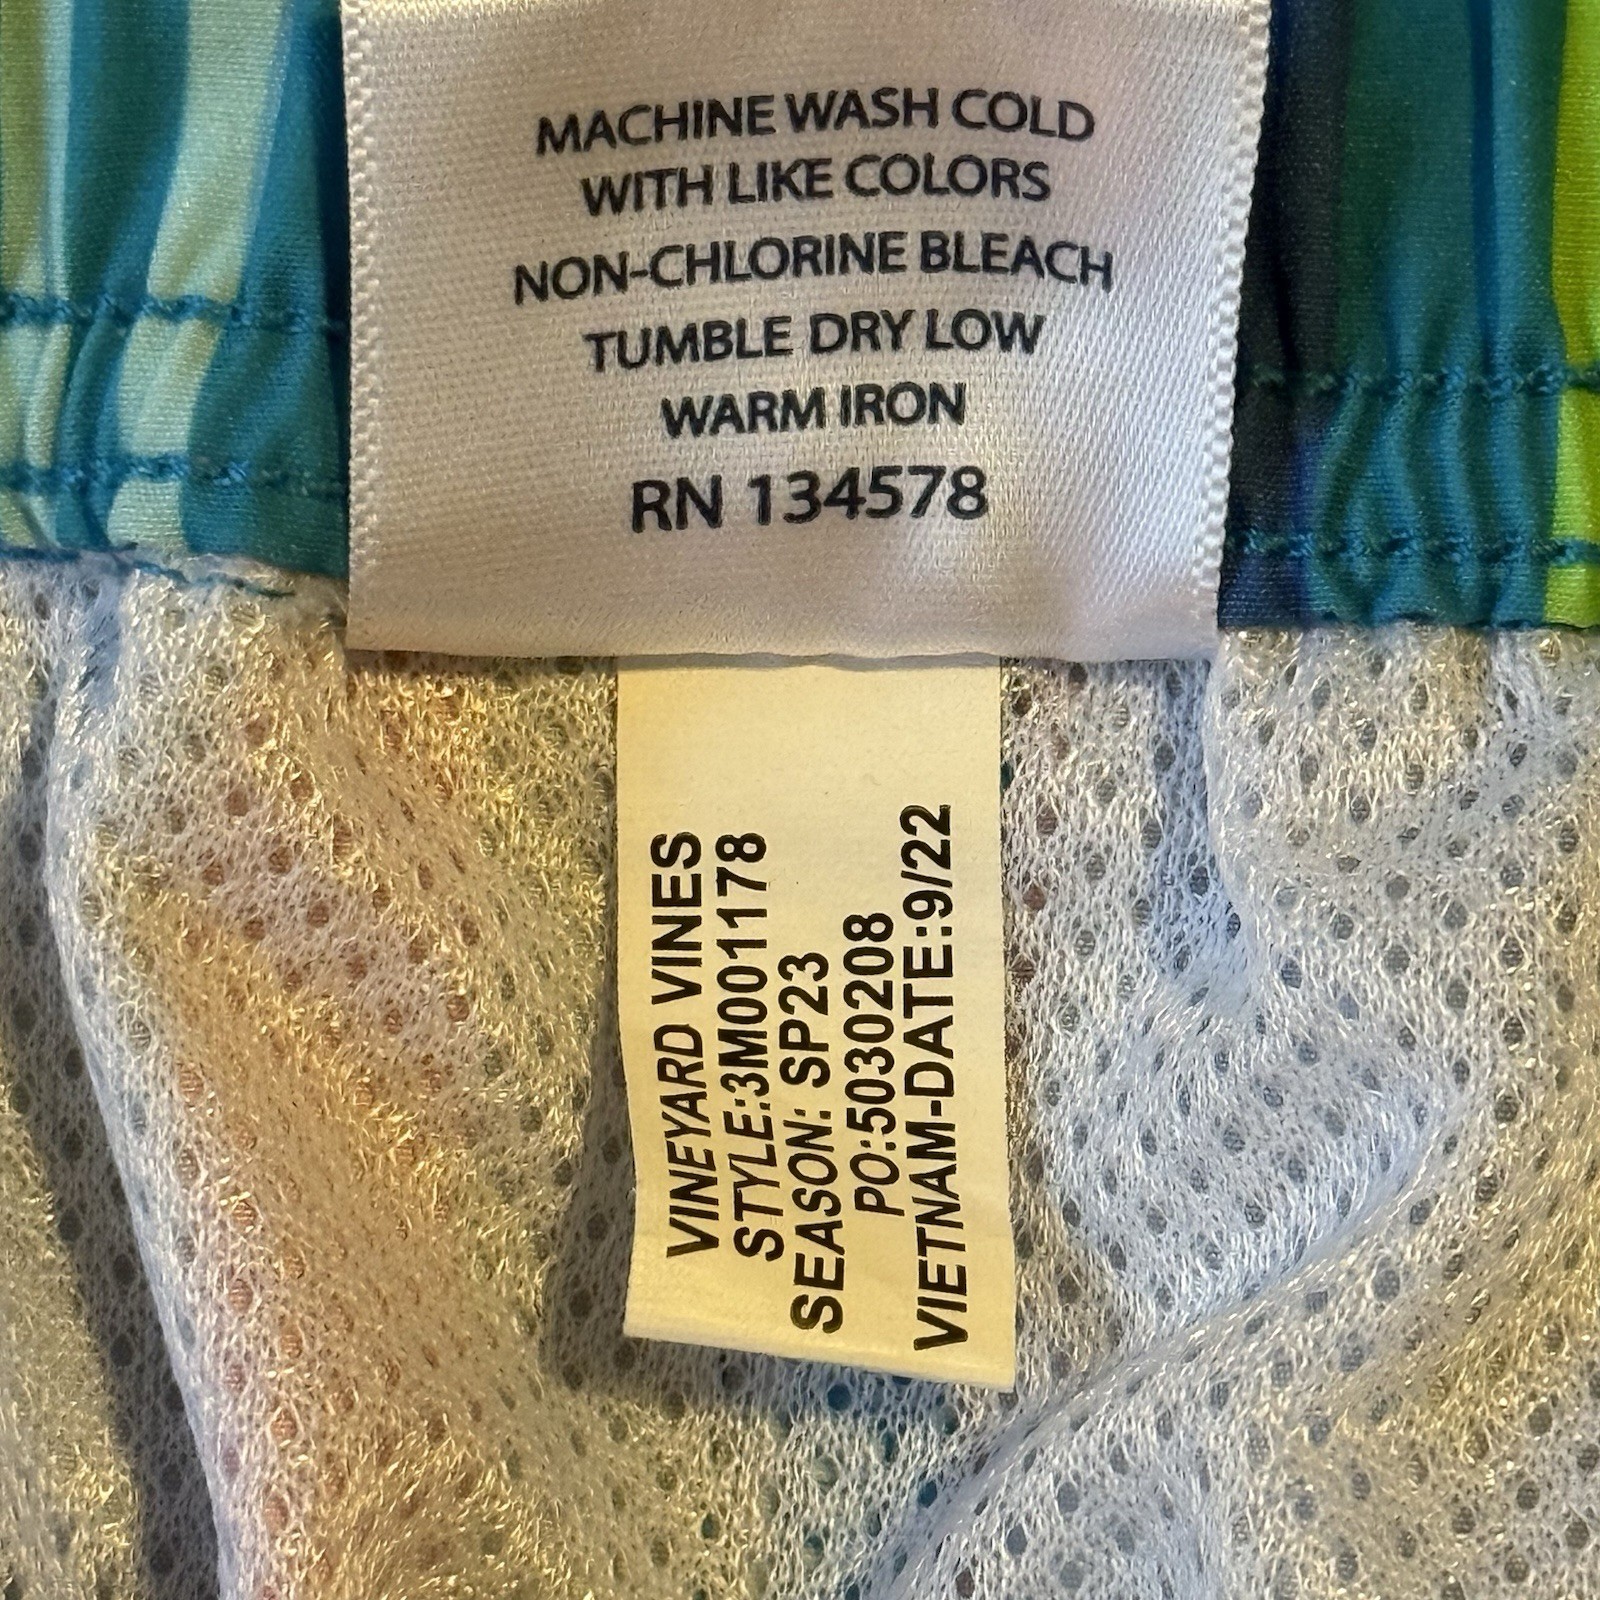 MACHINE WASH COLD
WITH LIKE COLORS
NON-CHLORINE BLEACH
TUMBLE DRY LOW
WARM IRON
RN 134578
VINEYARD VINES
STYLE:3M001178
SEASON: SP23
PO:5030208
VIETNAM-DATE:9/22